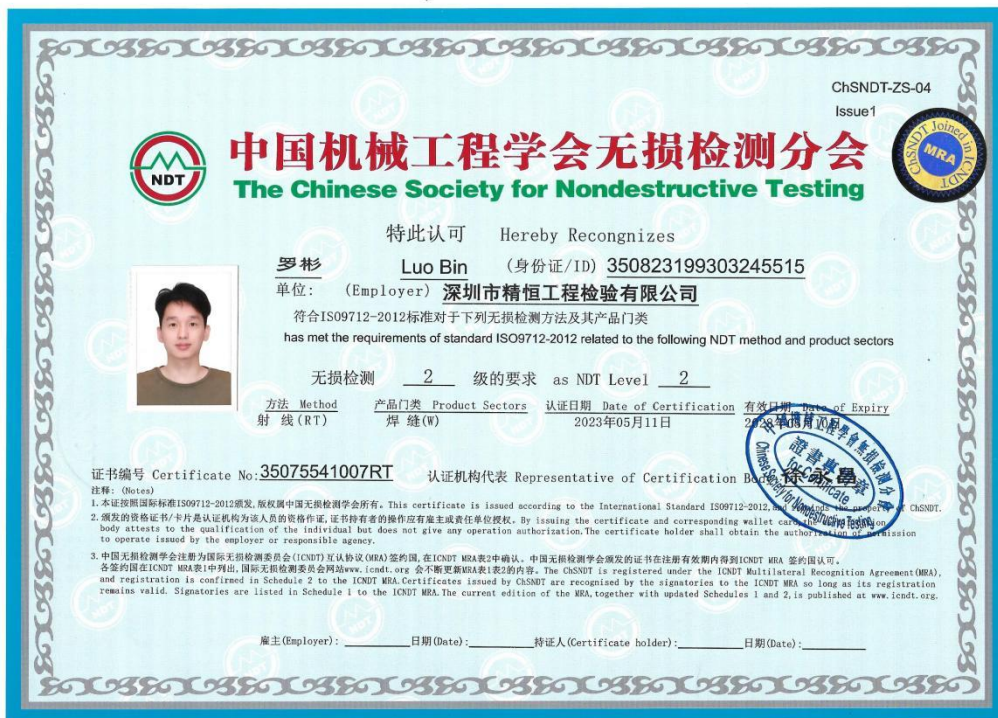 ChSNDT-ZS-04
Issue1
ChSNDT Joined in ICNDT
MRA
NDT
中国机械工程学会无损检测分会
The Chinese Society for Nondestructive Testing
特此认可 Hereby Recongnizes
罗彬 Luo Bin (身份证/ID) 350823199303245515
单位: (Employer) 深圳市精恒工程检验有限公司
符合ISO9712-2012标准对于下列无损检测方法及其产品门类
has met the requirements of standard ISO9712-2012 related to the following NDT method and product sectors
无损检测 2 级的要求 as NDT Level 2
方法 Method 产品门类 Product Sectors 认证日期 Date of Certification 有效日期 Date of Expiry
射 线(RT) 焊 缝(W) 2023年05月11日
证书编号 Certificate No:35075541007RT 认证机构代表 Representative of Certification Body
證書專用章
for Certificate
Chinese Society for Nondestructive Testing
注释: (Notes)
1.本证按照国际标准ISO9712-2012颁发,版权属中国无损检测学会所有。This certificate is issued according to the International Standard ISO9712-2012,and reminds the property of ChSNDT.
2.颁发的资格证书/卡片是认证机构为该人员的资格作证,证书持有者的操作应有雇主或责任单位授权。By issuing the certificate and corresponding wallet card, the
body attests to the qualification of the individual but does not give any operation authorization.The certificate holder shall obtain the authorization of permission
to operate issued by the employer or responsible agency.
3.中国无损检测学会注册为国际无损检测委员会(ICNDT)互认协议(MRA)签约国,在ICNDT MRA表2中确认。中国无损检测学会颁发的证书在注册有效期内得到ICNDT MRA 签约国认可。
各签约国在ICNDT MRA表1中列出,国际无损检测委员会网站www.icndt.org 会不断更新MRA表1表2的内容。The ChSNDT is registered under the ICNDT Multilateral Recognition Agreement(MRA),
and registration is confirmed in Schedule 2 to the ICNDT MRA.Certificates issued by ChSNDT are recognised by the signatories to the ICNDT MRA so long as its registration
remains valid. Signatories are listed in Schedule 1 to the ICNDT MRA.The current edition of the MRA,together with updated Schedules 1 and 2,is published at www.icndt.org.
雇主(Employer): 日期(Date): 持证人(Certificate holder): 日期(Date):